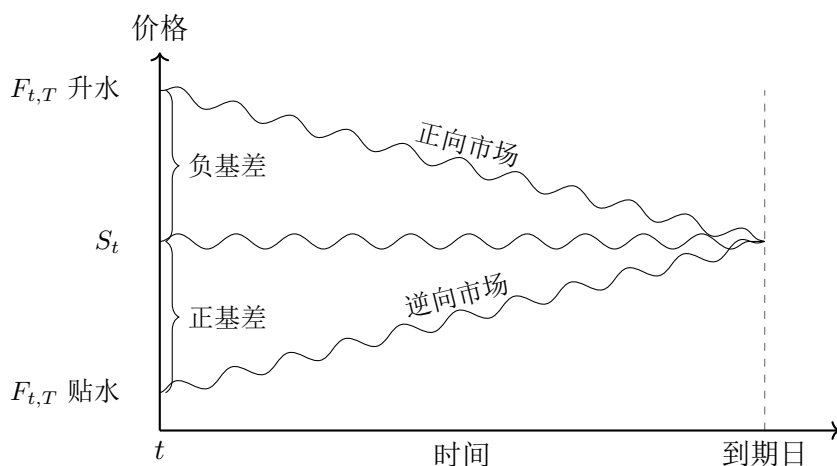 价格
$F_{t,T}$ 升水
正向市场
负基差
$S_t$
逆向市场
正基差
$F_{t,T}$ 贴水
$t$
时间
到期日